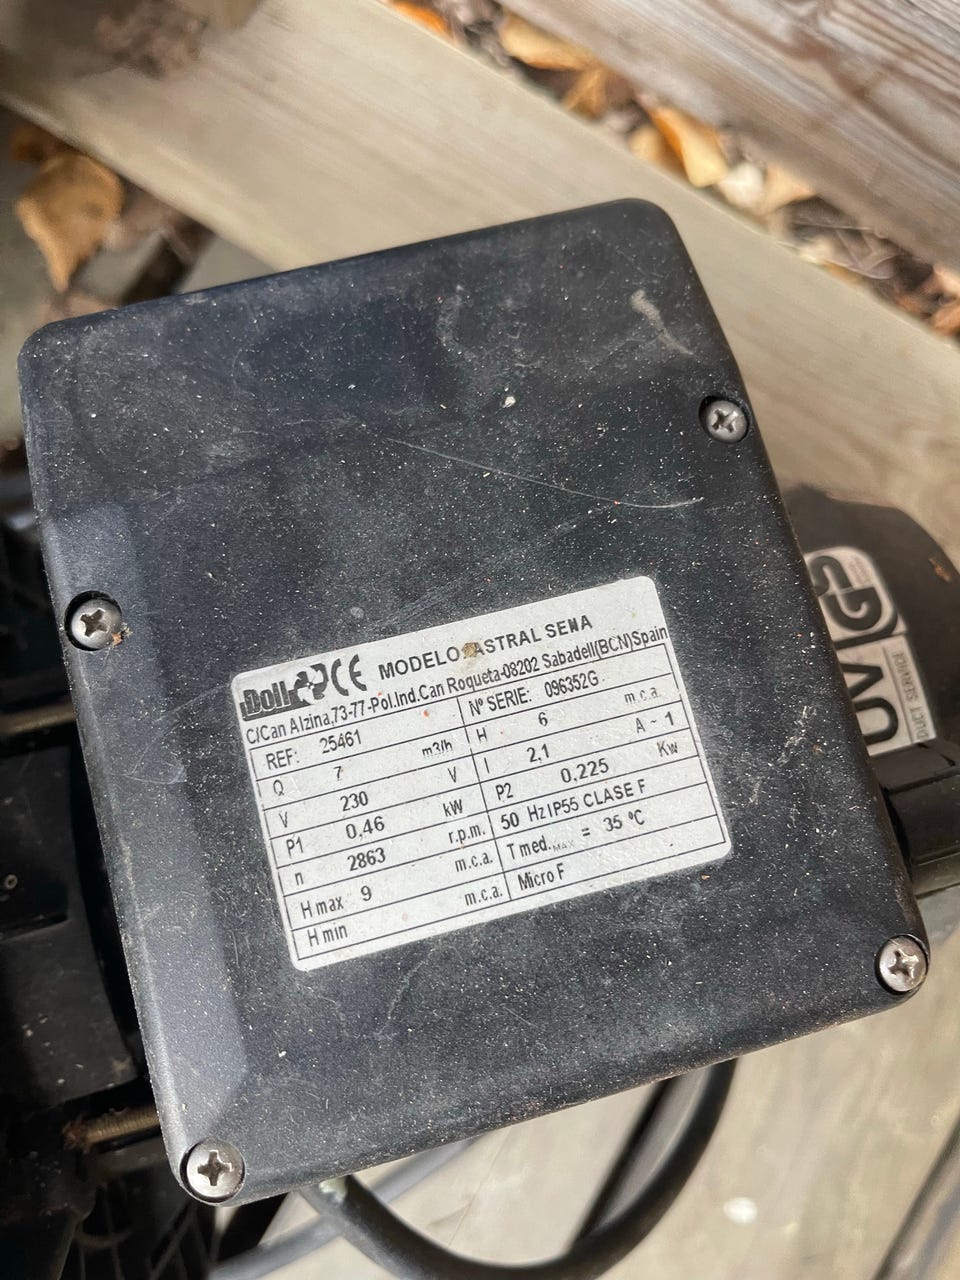 CE MODELO: ASTRAL SENA
C/Can Alzina,73-77-Pol.Ind.Can Roqueta-08202 Sabadell(BCN)Spain
REF: 25461 Nº SERIE: 096352G
Q 7 m3/h H 6 m.c.a.
V 230 V I 2,1 A ~ 1
P1 0,46 kW P2 0,225 Kw
n 2863 r.p.m. 50 Hz IP55 CLASE F
H max 9 m.c.a. T med.MAX = 35 ºC
H min m.c.a. Micro F
SERVICE